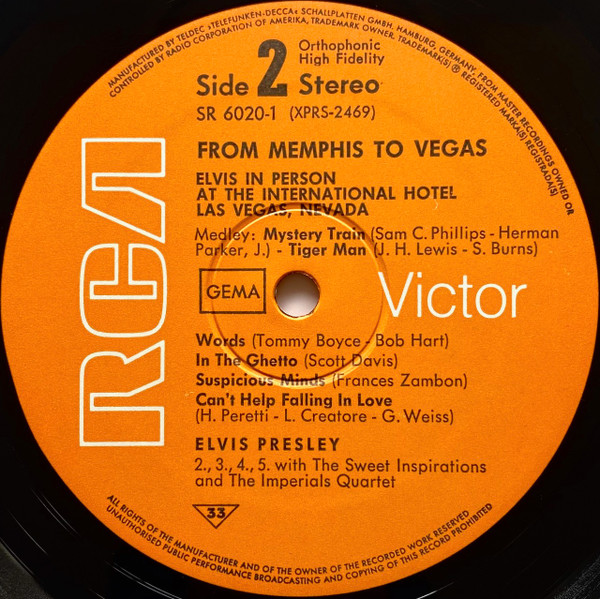 MANUFACTURED BY TELDEC »TELEFUNKEN-DECCA« SCHALLPLATTEN GMBH, HAMBURG, GERMANY, FROM MASTER RECORDINGS OWNED OR
CONTROLLED BY RADIO CORPORATION OF AMERICA, TRADEMARK OWNER. TRADEMARK(S) ® REGISTERED MARKA(S) REGISTRADA(S)
Orthophonic
High Fidelity
Side 2 Stereo
SR 6020-1 (XPRS-2469)
FROM MEMPHIS TO VEGAS
ELVIS IN PERSON
AT THE INTERNATIONAL HOTEL
LAS VEGAS, NEVADA
Medley: Mystery Train (Sam C. Phillips - Herman
Parker, J.) - Tiger Man (J. H. Lewis - S. Burns)
RCA
GEMA
Victor
Words (Tommy Boyce - Bob Hart)
In The Ghetto (Scott Davis)
Suspicious Minds (Frances Zambon)
Can't Help Falling In Love
(H. Peretti - L. Creatore - G. Weiss)
ELVIS PRESLEY
2., 3., 4., 5. with The Sweet Inspirations
and The Imperials Quartet
33
ALL RIGHTS OF THE MANUFACTURER AND OF THE OWNER OF THE RECORDED WORK RESERVED
UNAUTHORISED PUBLIC PERFORMANCE BROADCASTING AND COPYING OF THIS RECORD PROHIBITED